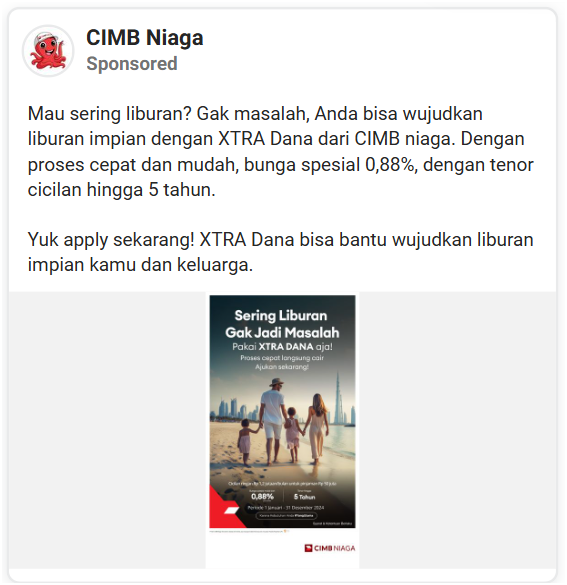 CIMB Niaga
Sponsored
Mau sering liburan? Gak masalah, Anda bisa wujudkan
liburan impian dengan XTRA Dana dari CIMB niaga. Dengan
proses cepat dan mudah, bunga spesial 0,88%, dengan tenor
cicilan hingga 5 tahun.
Yuk apply sekarang! XTRA Dana bisa bantu wujudkan liburan
impian kamu dan keluarga.
Sering Liburan
Gak Jadi Masalah
Pakai XTRA DANA aja!
Proses cepat langsung cair
Ajukan sekarang!
0,88%
5 Tahun
Periode 1 Januari - 31 Desember 2024
Syarat & Ketentuan Berlaku
CIMB NIAGA